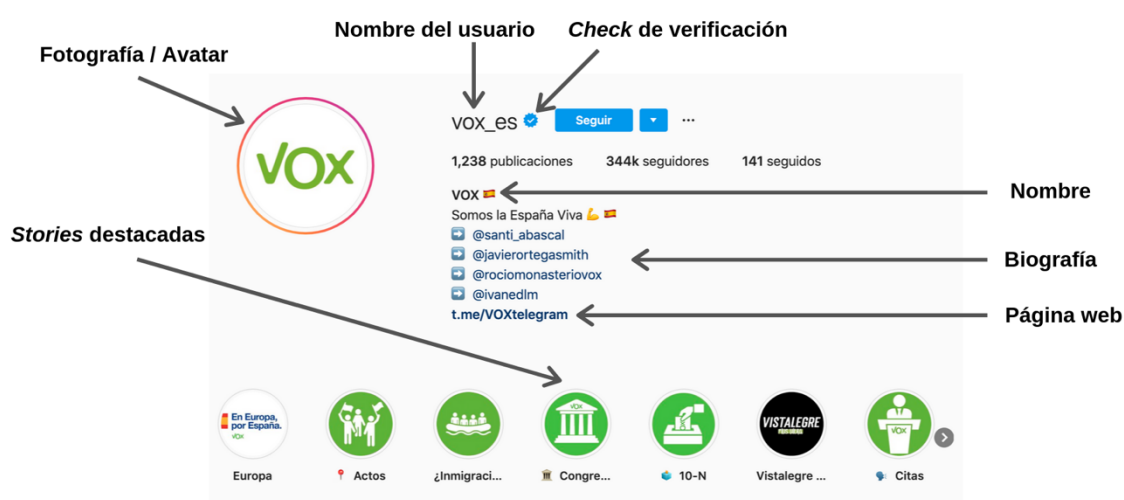 Nombre del usuario
Check de verificación
Fotografía / Avatar
VOX
vox_es
Seguir
1,238 publicaciones 344k seguidores 141 seguidos
VOX
Nombre
Somos la España Viva
@santi_abascal
Stories destacadas
@javierortegasmith
Biografía
@rociomonasteriovox
@ivanedlm
t.me/VOXtelegram
Página web
En Europa,
por España.
VOX
VOX
VISTALEGRE
VOX
Europa
Actos
¿Inmigraci...
Congre...
10-N
Vistalegre ...
Citas